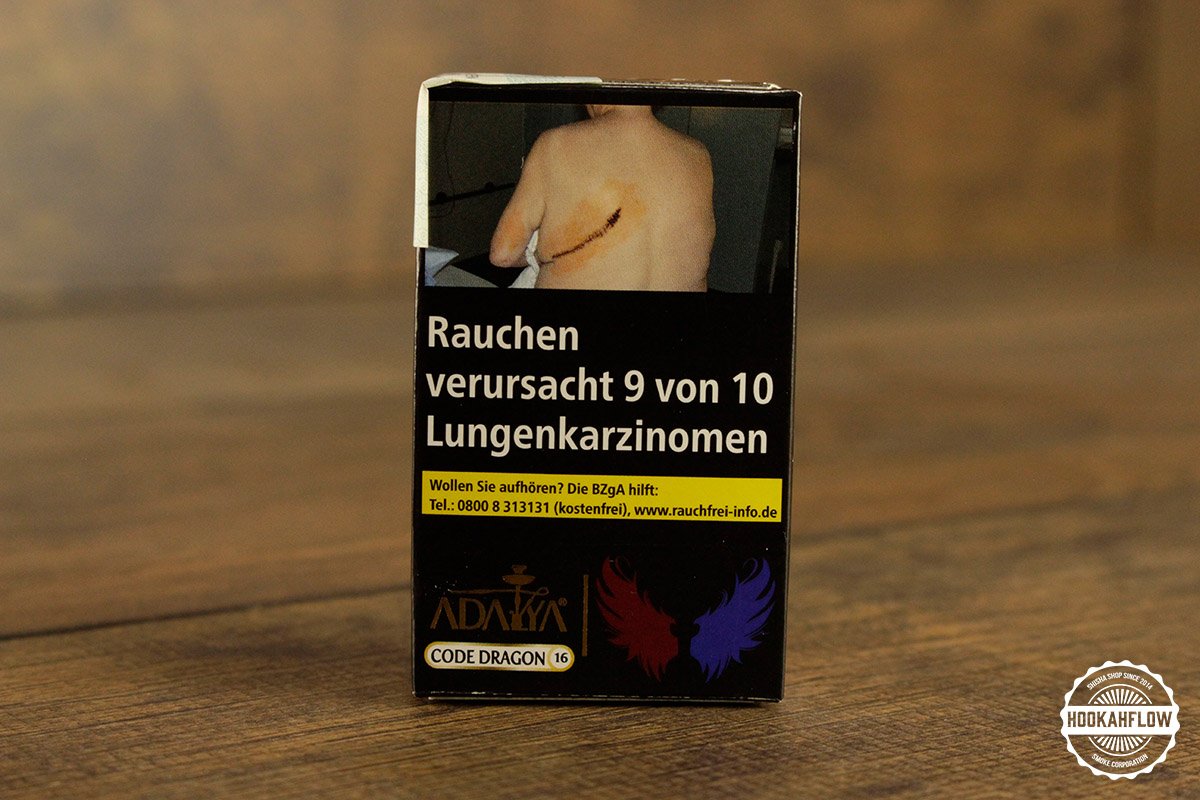 Rauchen
verursacht 9 von 10
Lungenkarzinomen
Wollen Sie aufhören? Die BZgA hilft:
Tel.: 0800 8 313131 (kostenfrei), www.rauchfrei-info.de
ADALYA®
CODE DRAGON 16
SHISHA SHOP SINCE 2014
HOOKAHFLOW
SMOKE CORPORATION